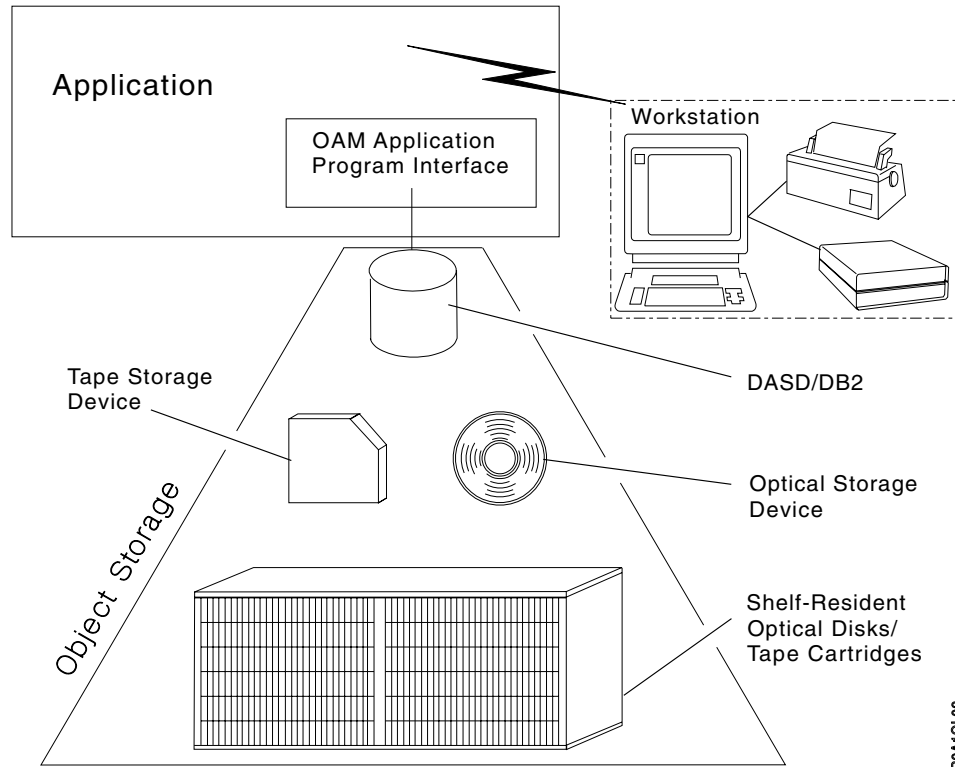 Application
OAM Application
Program Interface
Workstation
Tape Storage
Device
DASD/DB2
Optical Storage
Device
Object Storage
Shelf-Resident
Optical Disks/
Tape Cartridges